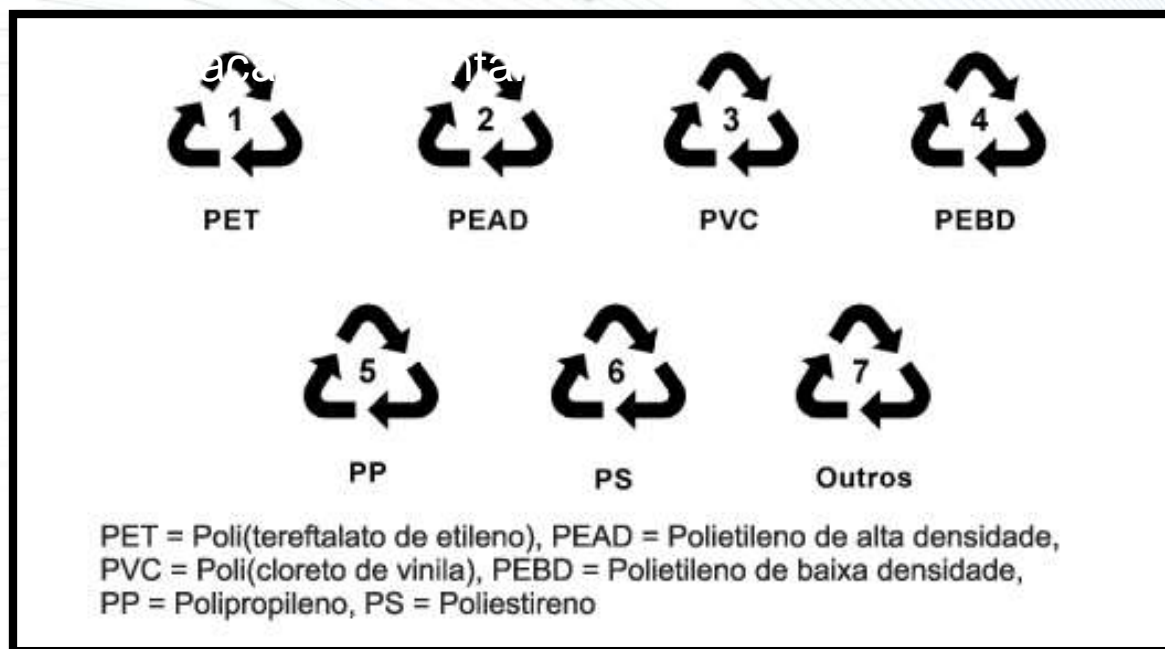 1 2 3 4
PET PEAD PVC PEBD
5 6 7
PP PS Outros
PET = Poli(tereftalato de etileno), PEAD = Polietileno de alta densidade,
PVC = Poli(cloreto de vinila), PEBD = Polietileno de baixa densidade,
PP = Polipropileno, PS = Poliestireno